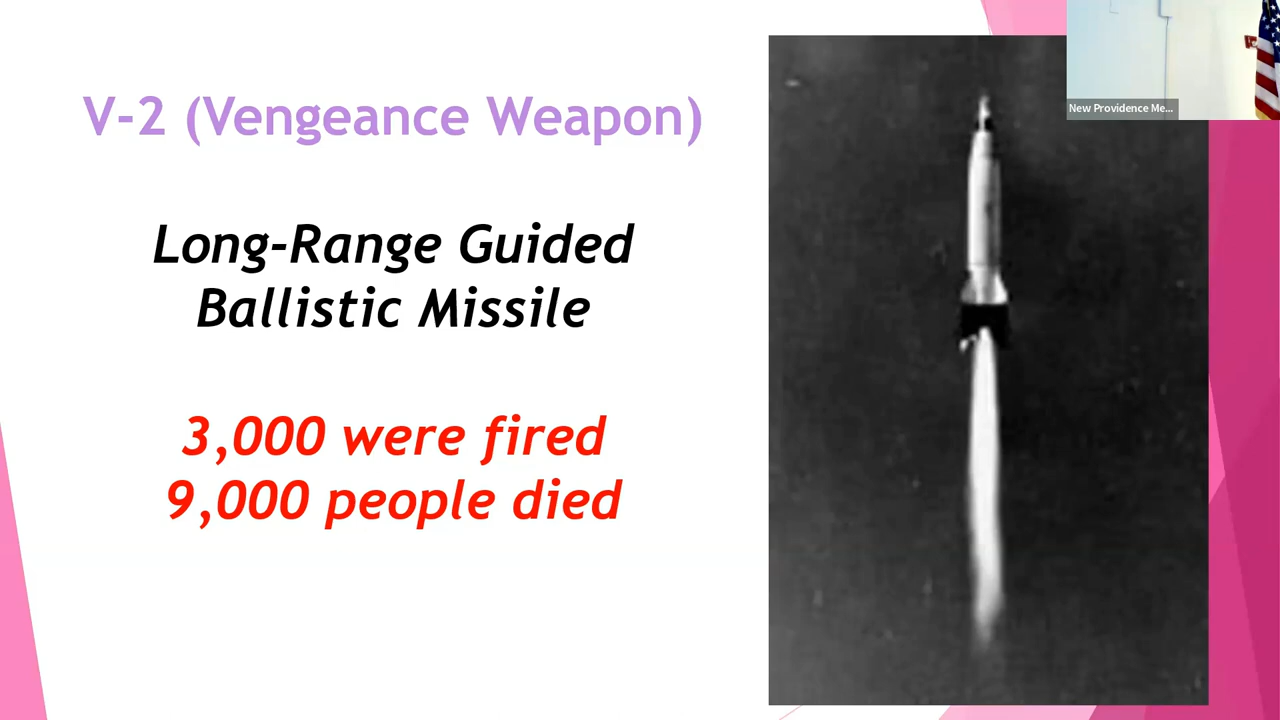 V-2 (Vengeance Weapon)
Long-Range Guided
Ballistic Missile
3,000 were fired
9,000 people died
New Providence Me...